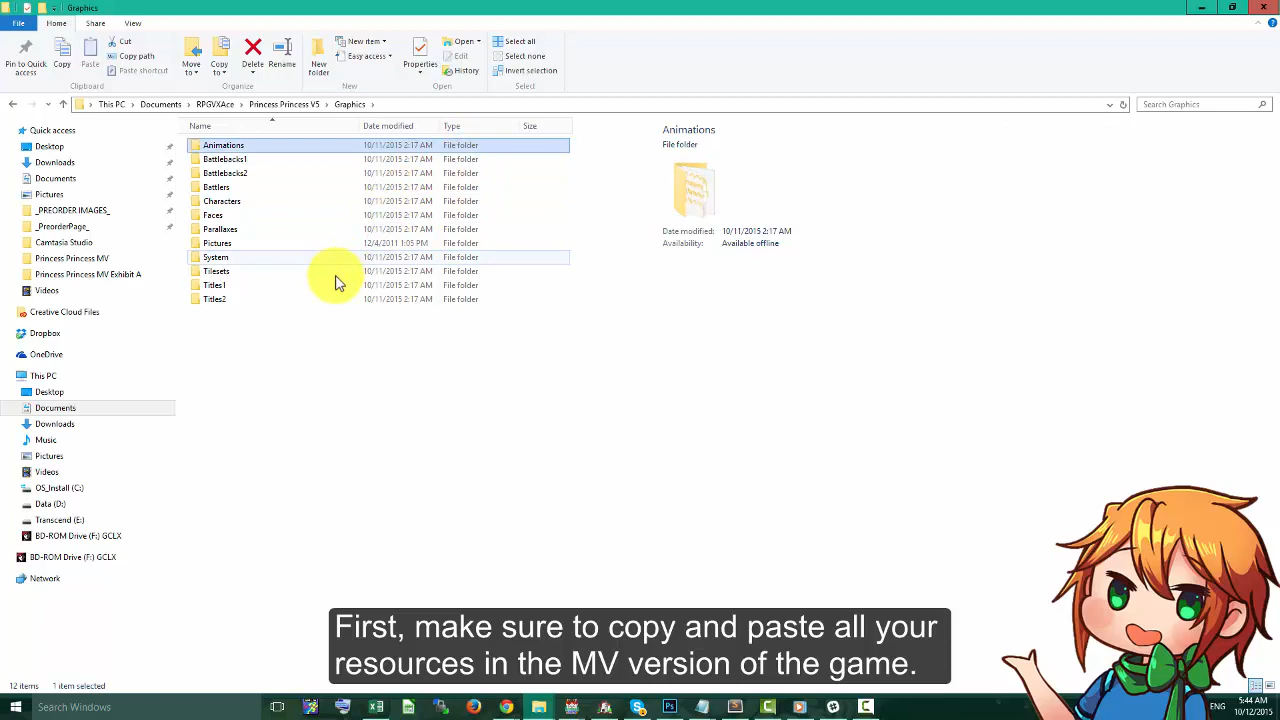 Graphics
File Home Share View
Pin to Quick access
Copy
Paste
Cut
Copy path
Paste shortcut
Clipboard
Move to
Copy to
Delete
Rename
Organize
New folder
New item
Easy access
New
Properties
Open
Edit
History
Open
Select all
Select none
Invert selection
Select
This PC Documents RPGVXAce Princess Princess V5 Graphics
Search Graphics
Quick access
Desktop
Downloads
Documents
Pictures
_PREORDER IMAGES_
_PreorderPage_
Camtasia Studio
Princess Princess MV
Princess Princess MV Exhibit A
Videos
Creative Cloud Files
Dropbox
OneDrive
This PC
Desktop
Documents
Downloads
Music
Pictures
Videos
OS_Install (C:)
Data (D:)
Transcend (E:)
BD-ROM Drive (F:) GCLX
BD-ROM Drive (F:) GCLX
Network
Name Date modified Type Size
Animations 10/11/2015 2:17 AM File folder
Battlebacks1 10/11/2015 2:17 AM File folder
Battlebacks2 10/11/2015 2:17 AM File folder
Battlers 10/11/2015 2:17 AM File folder
Characters 10/11/2015 2:17 AM File folder
Faces 10/11/2015 2:17 AM File folder
Parallaxes 10/11/2015 2:17 AM File folder
Pictures 12/4/2011 1:05 PM File folder
System 10/11/2015 2:17 AM File folder
Tilesets 10/11/2015 2:17 AM File folder
Titles1 10/11/2015 2:17 AM File folder
Titles2 10/11/2015 2:17 AM File folder
Animations
File folder
Date modified: 10/11/2015 2:17 AM
Availability: Available offline
First, make sure to copy and paste all your
resources in the MV version of the game.
12 items 1 item selected
Search Windows
ENG
5:44 AM
10/12/2015